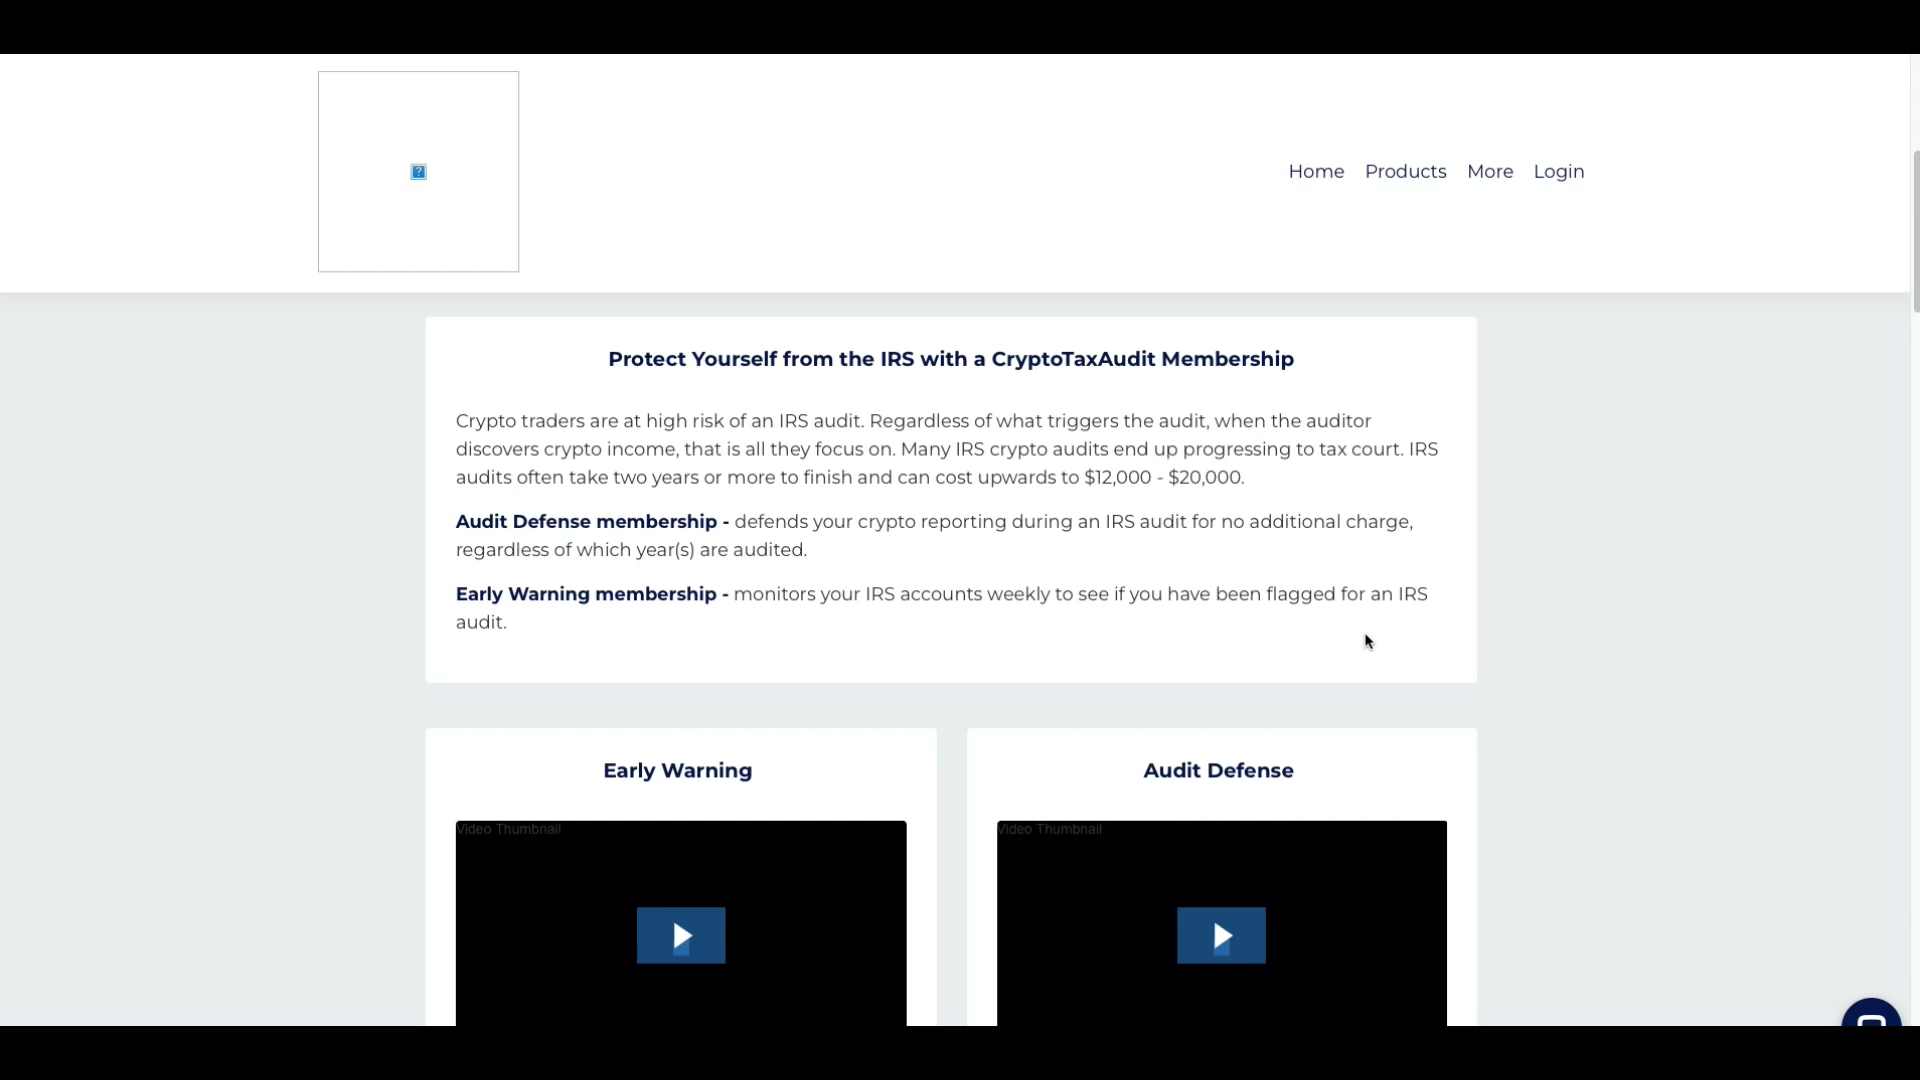 Home Products More Login
Protect Yourself from the IRS with a CryptoTaxAudit Membership
Crypto traders are at high risk of an IRS audit. Regardless of what triggers the audit, when the auditor
discovers crypto income, that is all they focus on. Many IRS crypto audits end up progressing to tax court. IRS
audits often take two years or more to finish and can cost upwards to $12,000 - $20,000.
Audit Defense membership - defends your crypto reporting during an IRS audit for no additional charge,
regardless of which year(s) are audited.
Early Warning membership - monitors your IRS accounts weekly to see if you have been flagged for an IRS
audit.
Early Warning
Video Thumbnail
Audit Defense
Video Thumbnail